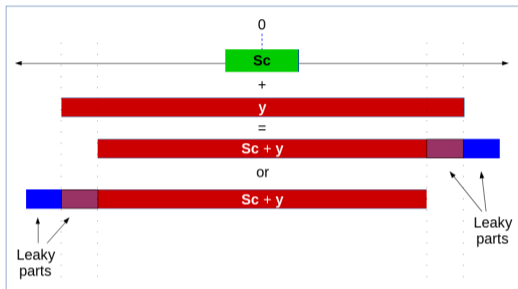 0
Sc
+
y
=
Sc + y
or
Sc + y
Leaky
parts
Leaky
parts